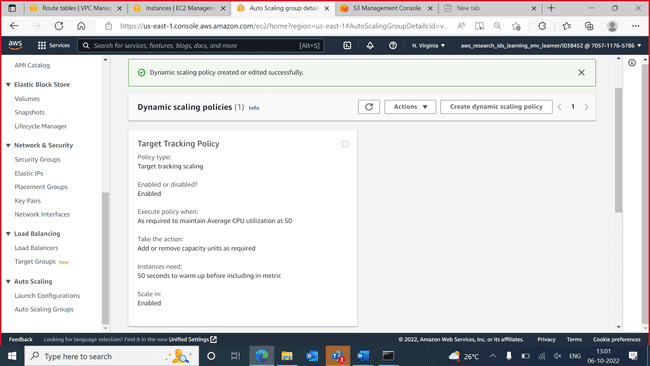 Route tables | VPC Manag
Instances | EC2 Managem
Auto Scaling group detail
S3 Management Console
New tab
https://us-east-1.console.aws.amazon.com/ec2/home?region=us-east-1#AutoScalingGroupDetails:id=v...
aws
Services
Search for services, features, blogs, docs, and more
[Alt+S]
N. Virginia
aws_research_lds_learning_env_learner/l058452 @ 7057-1176-5786
AMI Catalog
Elastic Block Store
Volumes
Snapshots
Lifecycle Manager
Network & Security
Security Groups
Elastic IPs
Placement Groups
Key Pairs
Network Interfaces
Load Balancing
Load Balancers
Target Groups New
Auto Scaling
Launch Configurations
Auto Scaling Groups
Dynamic scaling policy created or edited successfully.
Dynamic scaling policies (1) Info
Actions
Create dynamic scaling policy
1
Target Tracking Policy
Policy type:
Target tracking scaling
Enabled or disabled?
Enabled
Execute policy when:
As required to maintain Average CPU utilization at 50
Take the action:
Add or remove capacity units as required
Instances need:
50 seconds to warm up before including in metric
Scale in:
Enabled
Feedback
Looking for language selection? Find it in the new Unified Settings
© 2022, Amazon Web Services, Inc. or its affiliates.
Privacy
Terms
Cookie preferences
Type here to search
26°C
ENG
13:01
06-10-2022